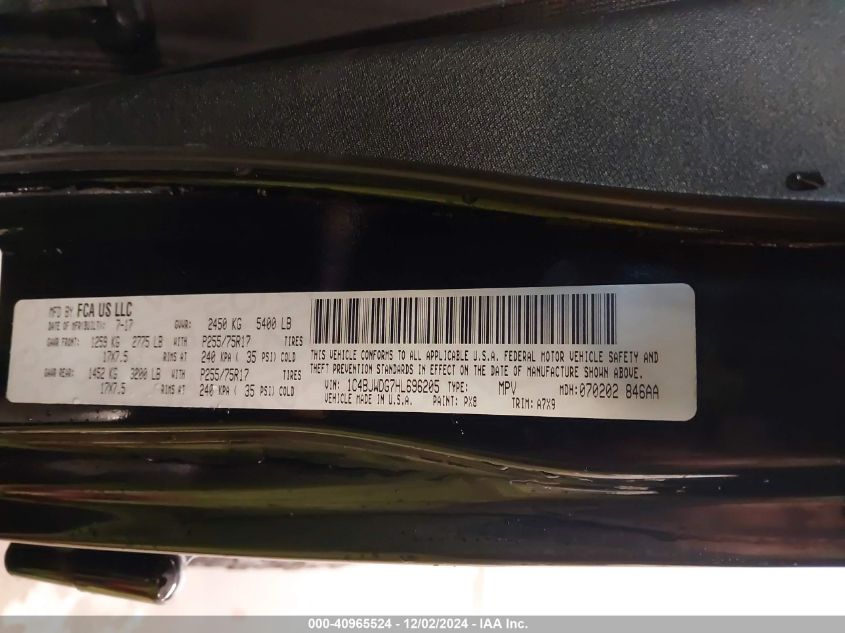 MFD BY FCA US LLC
DATE OF MFR(BUILT): 7-17 GVWR: 2450 KG 5400 LB
GAWR FRONT: 1259 KG 2775 LB WITH P255/75R17 TIRES
17X7.5 RIMS AT 240 KPA ( 35 PSI) COLD
GAWR REAR: 1452 KG 3200 LB WITH P255/75R17 TIRES
17X7.5 RIMS AT 240 KPA ( 35 PSI) COLD
THIS VEHICLE CONFORMS TO ALL APPLICABLE U.S.A. FEDERAL MOTOR VEHICLE SAFETY AND
THEFT PREVENTION STANDARDS IN EFFECT ON THE DATE OF MANUFACTURE SHOWN ABOVE.
VIN: 1C4BJWDG7HL696205 TYPE: MPV MDH:070202 846AA
VEHICLE MADE IN U.S.A. PAINT: PX8 TRIM: A7X9
000-40965524 - 12/02/2024 - IAA Inc.